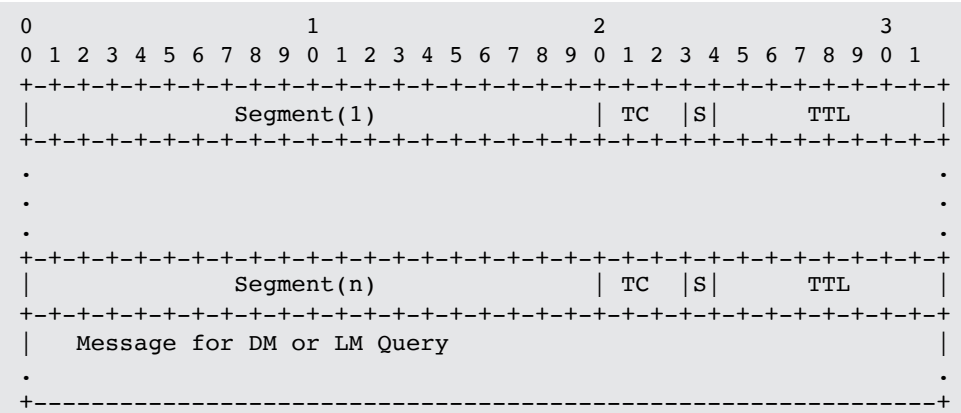 0                   1                   2                   3
0 1 2 3 4 5 6 7 8 9 0 1 2 3 4 5 6 7 8 9 0 1 2 3 4 5 6 7 8 9 0 1
+-+-+-+-+-+-+-+-+-+-+-+-+-+-+-+-+-+-+-+-+-+-+-+-+-+-+-+-+-+-+-+-+
|              Segment(1)               | TC  |S|      TTL      |
+-+-+-+-+-+-+-+-+-+-+-+-+-+-+-+-+-+-+-+-+-+-+-+-+-+-+-+-+-+-+-+-+
.                                                               .
.                                                               .
.                                                               .
+-+-+-+-+-+-+-+-+-+-+-+-+-+-+-+-+-+-+-+-+-+-+-+-+-+-+-+-+-+-+-+-+
|              Segment(n)               | TC  |S|      TTL      |
+-+-+-+-+-+-+-+-+-+-+-+-+-+-+-+-+-+-+-+-+-+-+-+-+-+-+-+-+-+-+-+-+
|   Message for DM or LM Query                                  |
.                                                               .
+---------------------------------------------------------------+